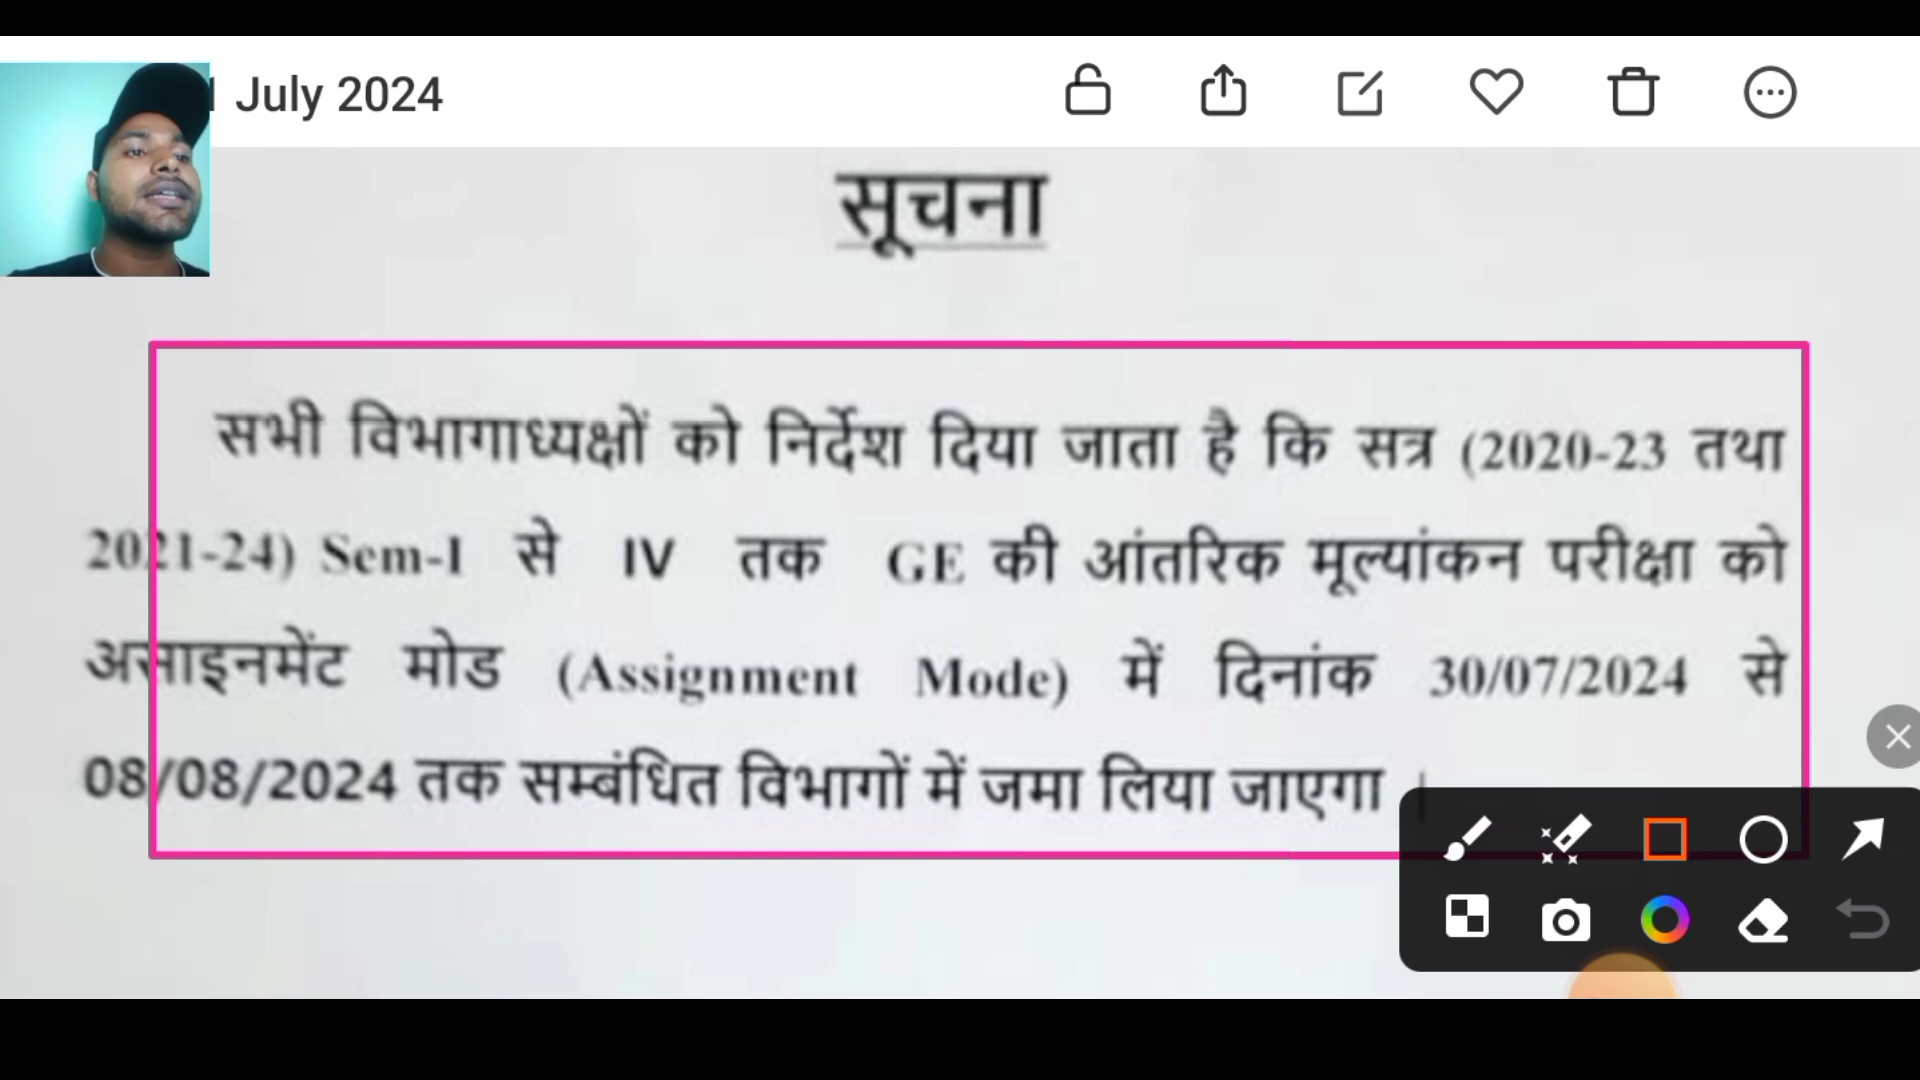 July 2024
सूचना
सभी विभागाध्यक्षों को निर्देश दिया जाता है कि सत्र (2020-23 तथा
2021-24) Sem-I से IV तक GE की आंतरिक मूल्यांकन परीक्षा को
असाइनमेंट मोड (Assignment Mode) में दिनांक 30/07/2024 से
08/08/2024 तक सम्बंधित विभागों में जमा लिया जाएगा ।